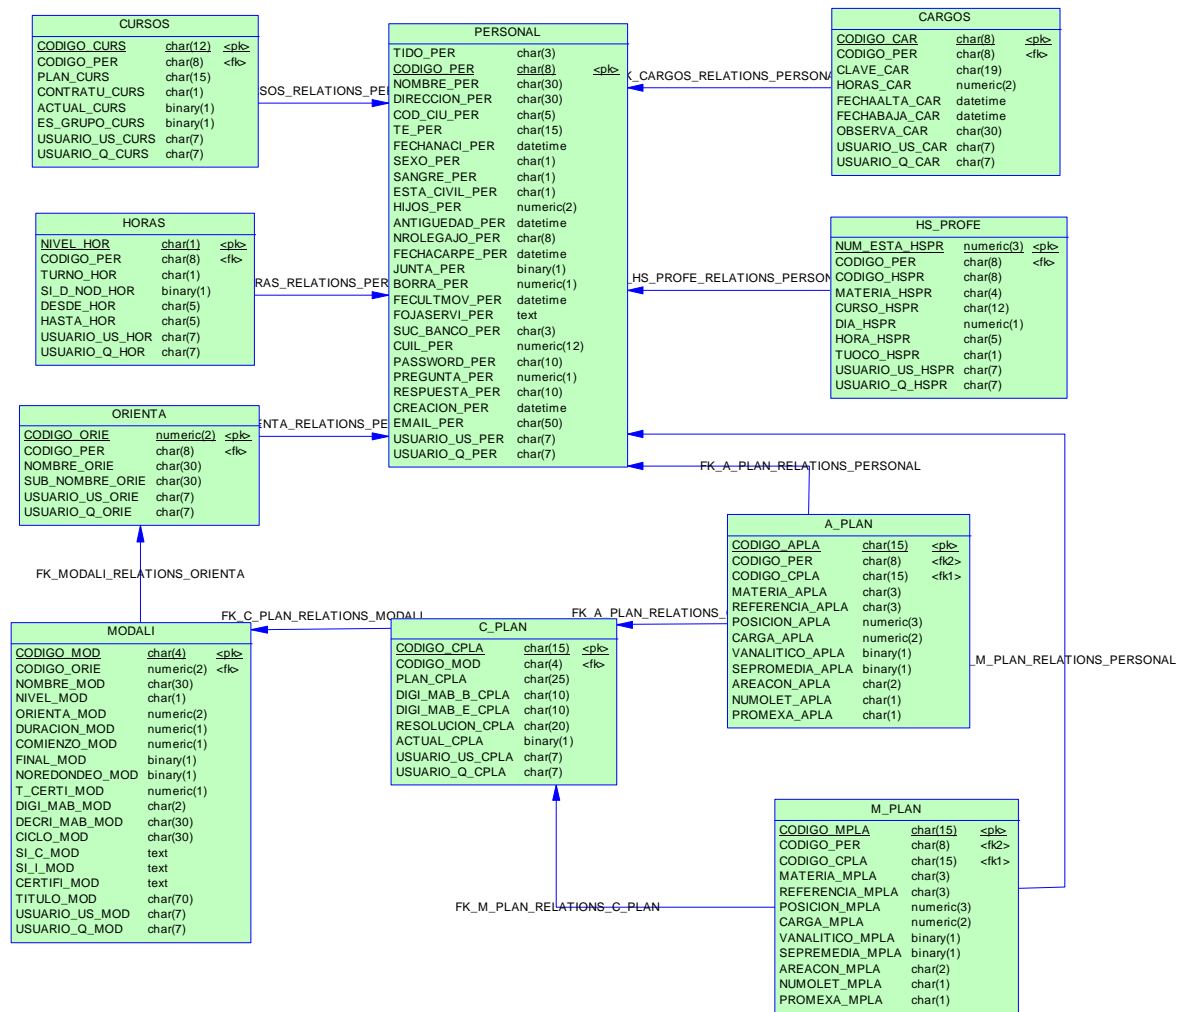 CURSOS
CODIGO_CURS char(12) <pk>
CODIGO_PER char(8) <fk>
PLAN_CURS char(15)
CONTRATU_CURS char(1)
ACTUAL_CURS binary(1)
ES_GRUPO_CURS binary(1)
USUARIO_US_CURS char(7)
USUARIO_Q_CURS char(7)
SOS_RELATIONS_PE
PERSONAL
TIDO_PER char(3)
CODIGO_PER char(8) <pk>
NOMBRE_PER char(30)
DIRECCION_PER char(30)
COD_CIU_PER char(5)
TE_PER char(15)
FECHANACI_PER datetime
SEXO_PER char(1)
SANGRE_PER char(1)
ESTA_CIVIL_PER char(1)
HIJOS_PER numeric(2)
ANTIGUEDAD_PER datetime
NROLEGAJO_PER char(8)
FECHACARPE_PER datetime
JUNTA_PER binary(1)
BORRA_PER numeric(1)
FECULTMOV_PER datetime
FOJASERVI_PER text
SUC_BANCO_PER char(3)
CUIL_PER numeric(12)
PASSWORD_PER char(10)
PREGUNTA_PER numeric(1)
RESPUESTA_PER char(10)
CREACION_PER datetime
EMAIL_PER char(50)
USUARIO_US_PER char(7)
USUARIO_Q_PER char(7)
K_CARGOS_RELATIONS_PERSONA
CARGOS
CODIGO_CAR char(8) <pk>
CODIGO_PER char(8) <fk>
CLAVE_CAR char(19)
HORAS_CAR numeric(2)
FECHAALTA_CAR datetime
FECHABAJA_CAR datetime
OBSERVA_CAR char(30)
USUARIO_US_CAR char(7)
USUARIO_Q_CAR char(7)
HORAS
NIVEL_HOR char(1) <pk>
CODIGO_PER char(8) <fk>
TURNO_HOR char(1)
SI_D_NOD_HOR binary(1)
DESDE_HOR char(5)
HASTA_HOR char(5)
USUARIO_US_HOR char(7)
USUARIO_Q_HOR char(7)
RAS_RELATIONS_PER
_HS_PROFE_RELATIONS_PERSON
HS_PROFE
NUM_ESTA_HSPR numeric(3) <pk>
CODIGO_PER char(8) <fk>
CODIGO_HSPR char(8)
MATERIA_HSPR char(4)
CURSO_HSPR char(12)
DIA_HSPR numeric(1)
HORA_HSPR char(5)
TUOCO_HSPR char(1)
USUARIO_US_HSPR char(7)
USUARIO_Q_HSPR char(7)
ORIENTA
CODIGO_ORIE numeric(2) <pk>
CODIGO_PER char(8) <fk>
NOMBRE_ORIE char(30)
SUB_NOMBRE_ORIE char(30)
USUARIO_US_ORIE char(7)
USUARIO_Q_ORIE char(7)
ENTA_RELATIONS_PE
FK_A_PLAN_RELATIONS_PERSONAL
A_PLAN
CODIGO_APLA char(15) <pk>
CODIGO_PER char(8) <fk2>
CODIGO_CPLA char(15) <fk1>
MATERIA_APLA char(3)
REFERENCIA_APLA char(3)
POSICION_APLA numeric(3)
CARGA_APLA numeric(2)
VANALITICO_APLA binary(1)
SEPROMEDIA_APLA binary(1)
AREACON_APLA char(2)
NUMOLET_APLA char(1)
PROMEXA_APLA char(1)
FK_MODALI_RELATIONS_ORIENTA
FK_C_PLAN_RELATIONS_MODALI
FK_A_PLAN_RELATIONS_
_M_PLAN_RELATIONS_PERSONAL
MODALI
CODIGO_MOD char(4) <pk>
CODIGO_ORIE numeric(2) <fk>
NOMBRE_MOD char(30)
NIVEL_MOD char(1)
ORIENTA_MOD numeric(2)
DURACION_MOD numeric(1)
COMIENZO_MOD numeric(1)
FINAL_MOD binary(1)
NOREDONDEO_MOD binary(1)
T_CERTI_MOD numeric(1)
DIGI_MAB_MOD char(2)
DECRI_MAB_MOD char(30)
CICLO_MOD char(30)
SI_C_MOD text
SI_I_MOD text
CERTIFI_MOD text
TITULO_MOD char(70)
USUARIO_US_MOD char(7)
USUARIO_Q_MOD char(7)
C_PLAN
CODIGO_CPLA char(15) <pk>
CODIGO_MOD char(4) <fk>
PLAN_CPLA char(25)
DIGI_MAB_B_CPLA char(10)
DIGI_MAB_E_CPLA char(10)
RESOLUCION_CPLA char(20)
ACTUAL_CPLA binary(1)
USUARIO_US_CPLA char(7)
USUARIO_Q_CPLA char(7)
FK_M_PLAN_RELATIONS_C_PLAN
M_PLAN
CODIGO_MPLA char(15) <pk>
CODIGO_PER char(8) <fk2>
CODIGO_CPLA char(15) <fk1>
MATERIA_MPLA char(3)
REFERENCIA_MPLA char(3)
POSICION_MPLA numeric(3)
CARGA_MPLA numeric(2)
VANALITICO_MPLA binary(1)
SEPREMEDIA_MPLA binary(1)
AREACON_MPLA char(2)
NUMOLET_MPLA char(1)
PROMEXA_MPLA char(1)